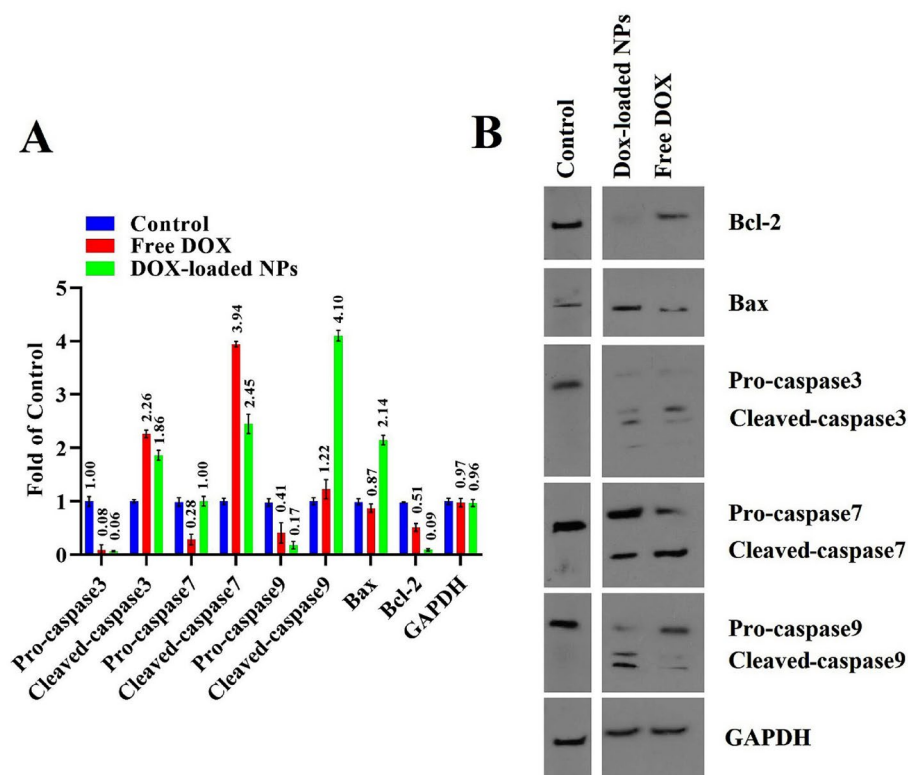 A
Control
Free DOX
DOX-loaded NPs
Fold of Control
5
4
3
2
1
0
1.00
0.08
0.06
2.26
1.86
0.28
1.00
3.94
2.45
0.41
0.17
1.22
4.10
0.87
2.14
0.51
0.09
0.97
0.96
Pro-caspase3
Cleaved-caspase3
Pro-caspase7
Cleaved-caspase7
Pro-caspase9
Cleaved-caspase9
Bax
Bcl-2
GAPDH
B
Control
Dox-loaded NPs
Free DOX
Bcl-2
Bax
Pro-caspase3
Cleaved-caspase3
Pro-caspase7
Cleaved-caspase7
Pro-caspase9
Cleaved-caspase9
GAPDH